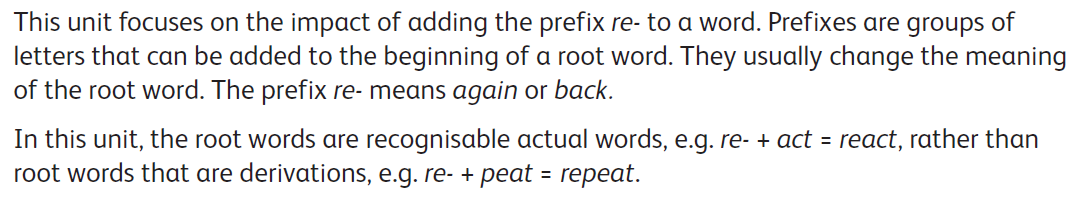 This unit focuses on the impact of adding the prefix re- to a word. Prefixes are groups of
letters that can be added to the beginning of a root word. They usually change the meaning
of the root word. The prefix re- means again or back.
In this unit, the root words are recognisable actual words, e.g. re- + act = react, rather than
root words that are derivations, e.g. re- + peat = repeat.